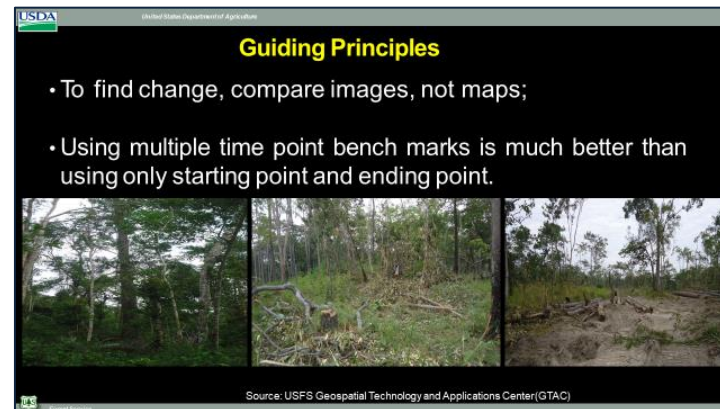 USDA
United States Department of Agriculture
Guiding Principles
• To find change, compare images, not maps;
• Using multiple time point bench marks is much better than
using only starting point and ending point.
Source: USFS Geospatial Technology and Applications Center(GTAC)
Forest Service